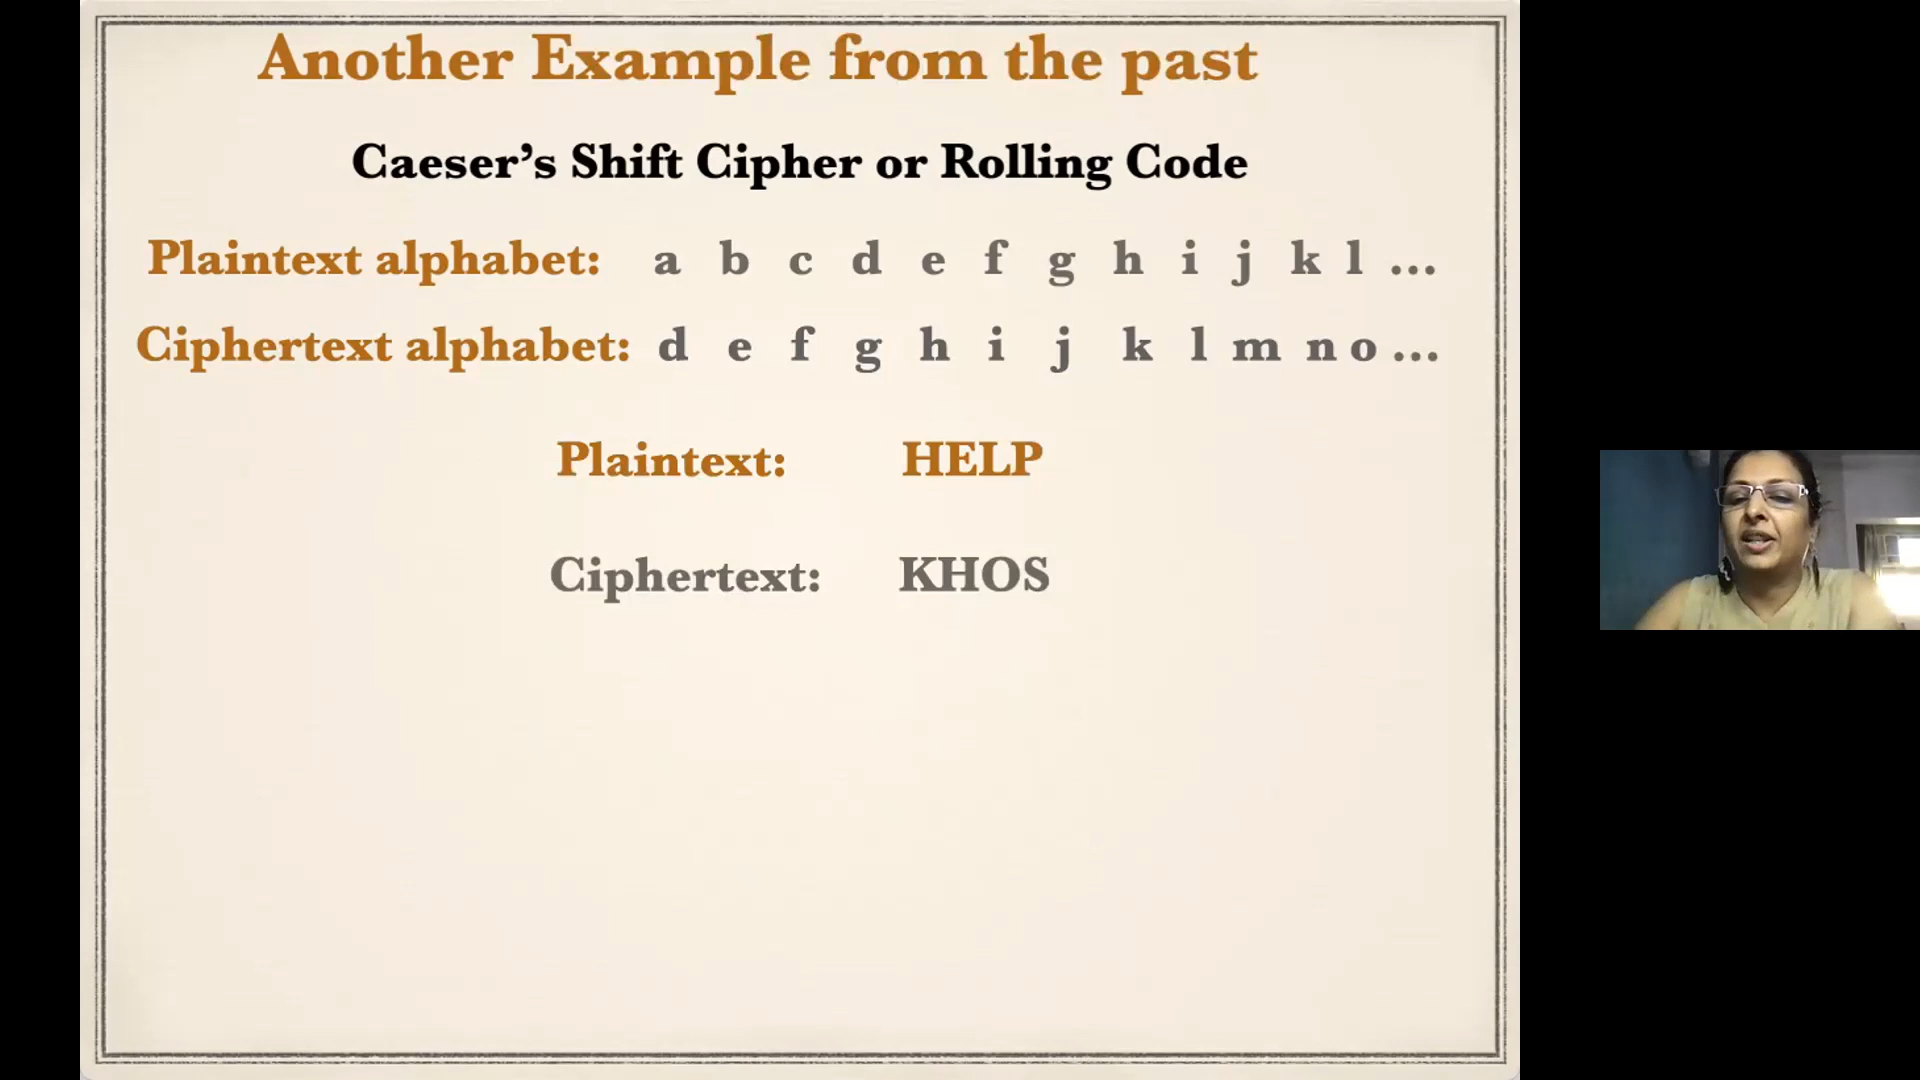 Another Example from the past
Caeser’s Shift Cipher or Rolling Code
Plaintext alphabet: a b c d e f g h i j k l ...
Ciphertext alphabet: d e f g h i j k l m n o ...
Plaintext: HELP
Ciphertext: KHOS